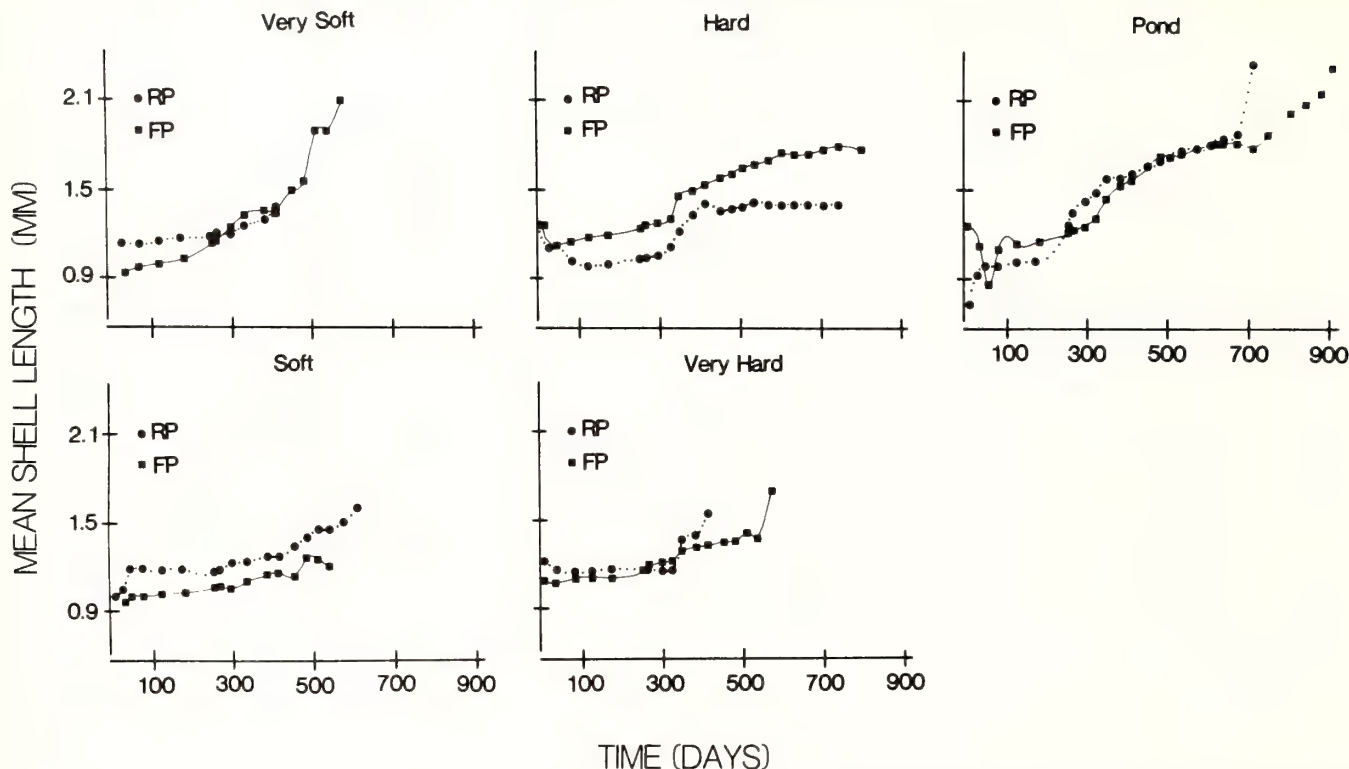 Very Soft
Hard
Pond
2.1
RP
FP
1.5
0.9
RP
FP
RP
FP
100 300 500 700 900
Soft
Very Hard
2.1
RP
FP
1.5
0.9
RP
FP
100 300 500 700 900
100 300 500 700 900
MEAN SHELL LENGTH (MM)
TIME (DAYS)